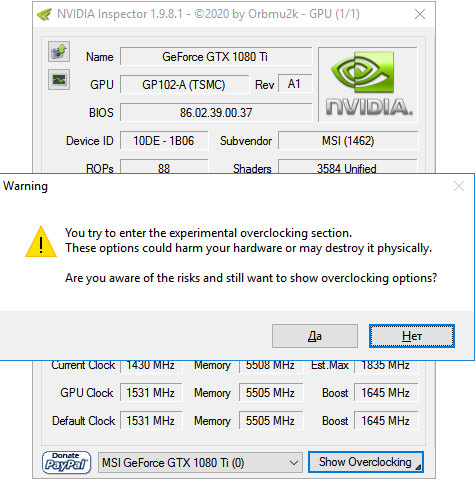 NVIDIA Inspector 1.9.8.1 - ©2020 by Orbmu2k - GPU (1/1)
Name GeForce GTX 1080 Ti
GPU GP102-A (TSMC) Rev A1
BIOS 86.02.39.00.37
NVIDIA.
Device ID 10DE - 1B06 Subvendor MSI (1462)
ROPs 88 Shaders 3584 Unified
Warning
You try to enter the experimental overclocking section.
These options could harm your hardware or may destroy it physically.
Are you aware of the risks and still want to show overclocking options?
Да Нет
Current Clock 1430 MHz Memory 5508 MHz Est.Max 1835 MHz
GPU Clock 1531 MHz Memory 5505 MHz Boost 1645 MHz
Default Clock 1531 MHz Memory 5505 MHz Boost 1645 MHz
Donate
PayPal
MSI GeForce GTX 1080 Ti (0) Show Overclocking